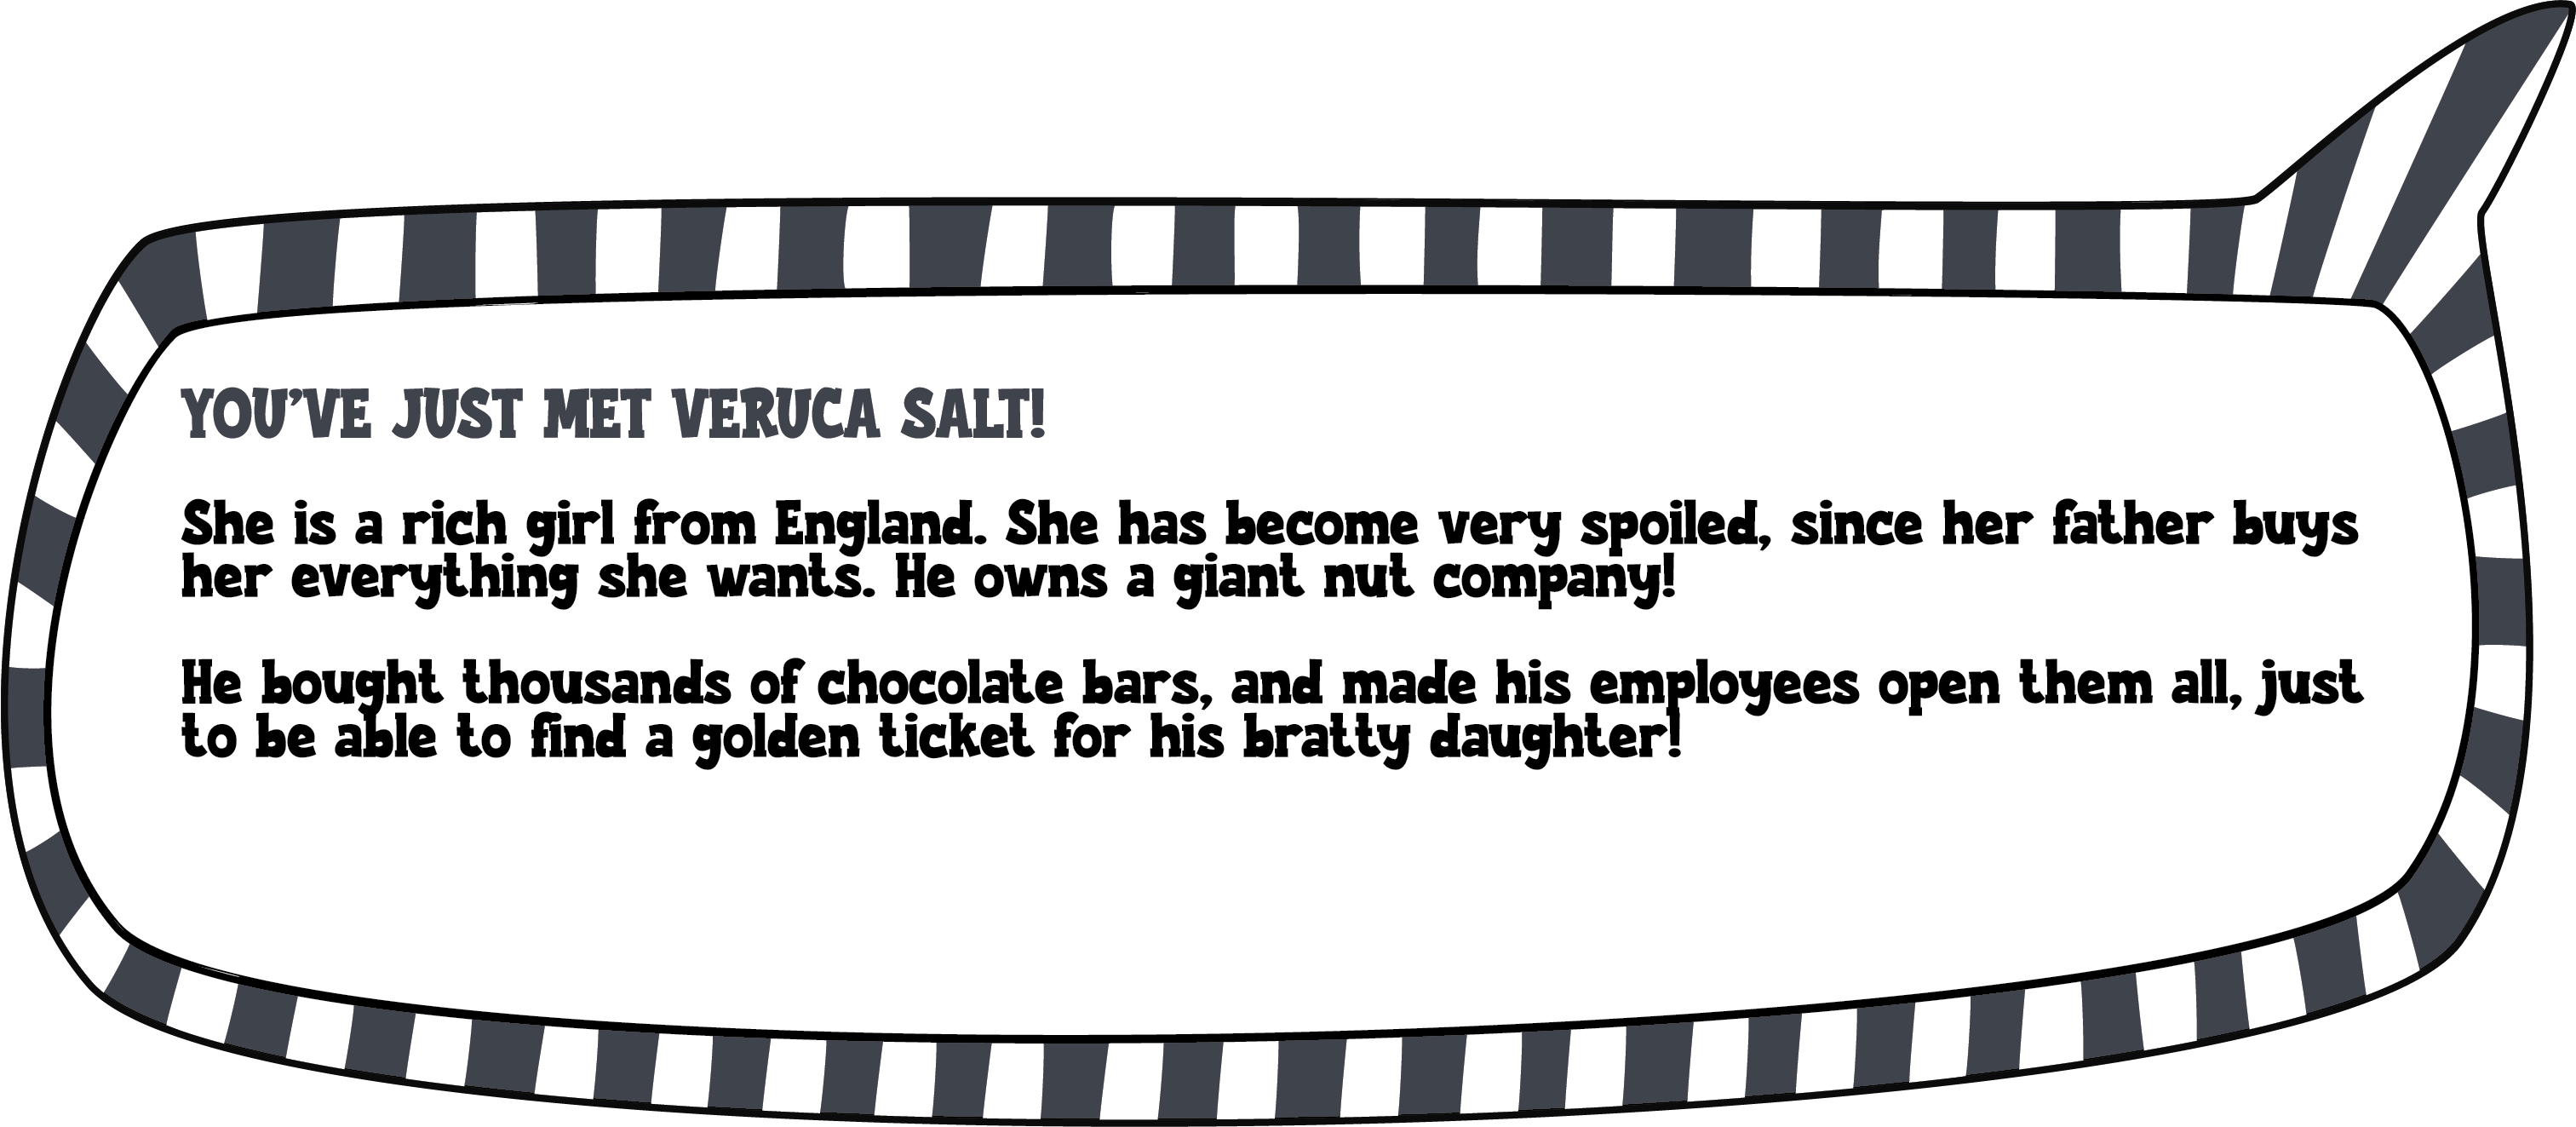 YOU’VE JUST MET VERUCA SALT!
She is a rich girl from England. She has become very spoiled, since her father buys
her everything she wants. He owns a giant nut company!
He bought thousands of chocolate bars, and made his employees open them all, just
to be able to find a golden ticket for his bratty daughter!